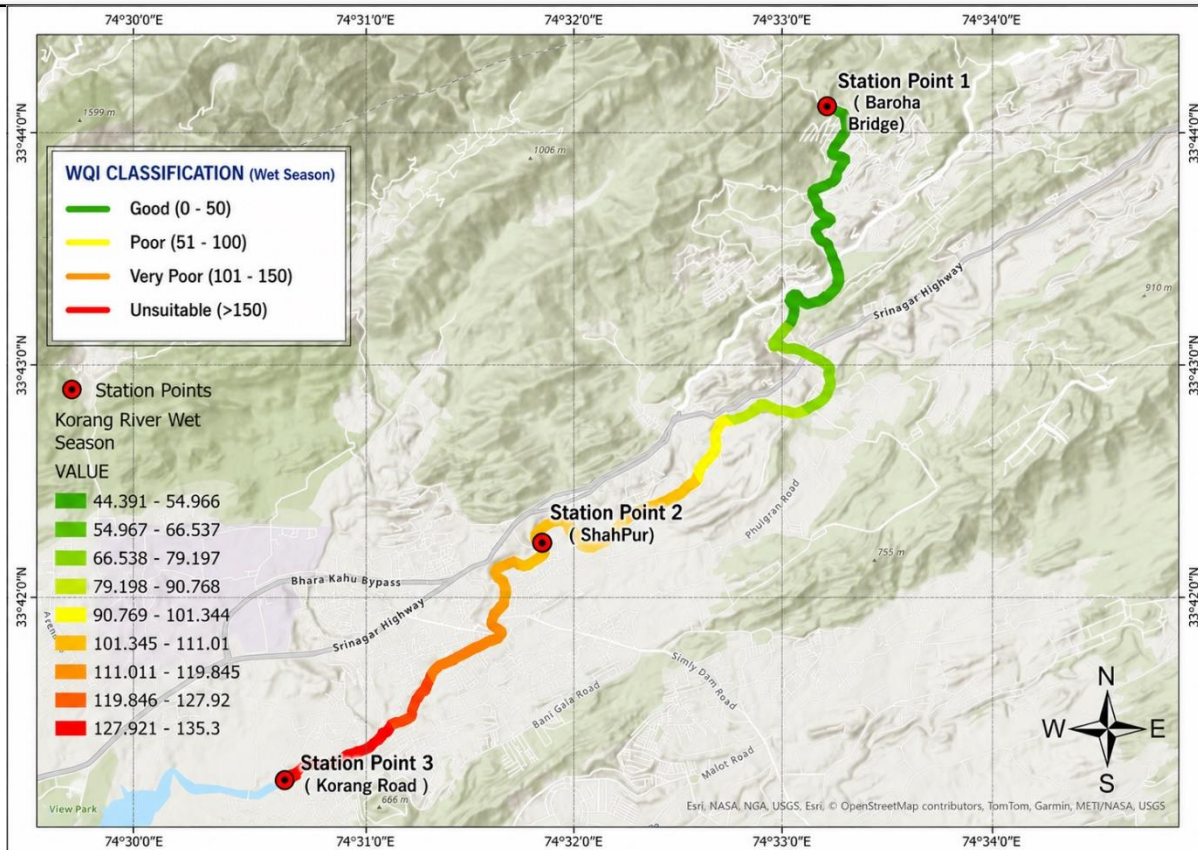 74°30'0"E 74°31'0"E 74°32'0"E 74°33'0"E 74°34'0"E
Station Point 1
( Baroha
Bridge)
1599 m
1006 m
33°44'0"N 33°44'0"N
WQI CLASSIFICATION (Wet Season)
Good (0 - 50)
Poor (51 - 100)
Very Poor (101 - 150)
Unsuitable (>150)
910 m
Srinagar Highway
33°43'0"N 33°43'0"N
Station Points
Korang River Wet
Season
VALUE
44.391 - 54.966
54.967 - 66.537
66.538 - 79.197
79.198 - 90.768
90.769 - 101.344
101.345 - 111.01
111.011 - 119.845
119.846 - 127.92
127.921 - 135.3
Station Point 2
( ShahPur)
Phulgran Road
755 m
Bhara Kahu Bypass
33°42'0"N 33°42'0"N
Srinagar Highway
Simly Dam Road
Bani Gala Road
Malot Road
Station Point 3
( Korang Road )
666 m
View Park
N
W E
S
Esri, NASA, NGA, USGS, Esri, © OpenStreetMap contributors, TomTom, Garmin, METI/NASA, USGS
74°30'0"E 74°31'0"E 74°32'0"E 74°33'0"E 74°34'0"E